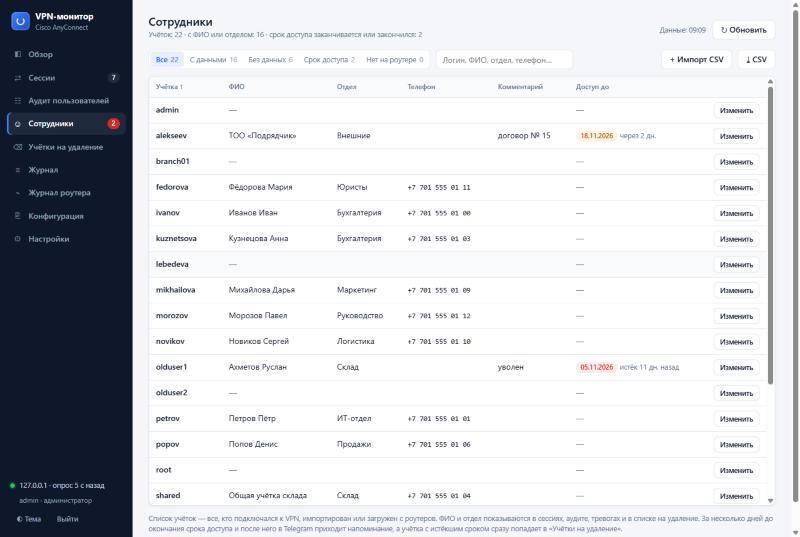 VPN-монитор
Cisco AnyConnect
Обзор
Сессии 7
Аудит пользователей
Сотрудники 2
Учётки на удаление
Журнал
Журнал роутера
Конфигурация
Настройки
127.0.0.1 · опрос 5 с назад
admin · администратор
Тема Выйти
Сотрудники
Учёток: 22 · с ФИО или отделом: 16 · срок доступа заканчивается или закончился: 2
Данные: 09:09 ↻ Обновить
Все 22 С данными 16 Без данных 6 Срок доступа 2 Нет на роутере 0
Логин, ФИО, отдел, телефон...
+ Импорт CSV ⤓ CSV
Учётка ↑ ФИО Отдел Телефон Комментарий Доступ до
admin — — Изменить
alekseev ТОО «Подрядчик» Внешние договор № 15 18.11.2026 через 2 дн. Изменить
branch01 — — Изменить
fedorova Фёдорова Мария Юристы +7 701 555 01 11 — Изменить
ivanov Иванов Иван Бухгалтерия +7 701 555 01 00 — Изменить
kuznetsova Кузнецова Анна Бухгалтерия +7 701 555 01 03 — Изменить
lebedeva — — Изменить
mikhailova Михайлова Дарья Маркетинг +7 701 555 01 09 — Изменить
morozov Морозов Павел Руководство +7 701 555 01 12 — Изменить
novikov Новиков Сергей Логистика +7 701 555 01 10 — Изменить
olduser1 Ахметов Руслан Склад уволен 05.11.2026 истёк 11 дн. назад Изменить
olduser2 — — Изменить
petrov Петров Пётр ИТ-отдел +7 701 555 01 01 — Изменить
popov Попов Денис Продажи +7 701 555 01 06 — Изменить
root — — Изменить
shared Общая учётка склада Склад +7 701 555 01 04 — Изменить
Список учёток — все, кто подключался к VPN, импортирован или загружен с роутеров. ФИО и отдел показываются в сессиях, аудите, тревогах и в списке на удаление. За несколько дней до
окончания срока доступа и после него в Telegram приходит напоминание, а учётка с истёкшим сроком сразу попадает в «Учётки на удаление».